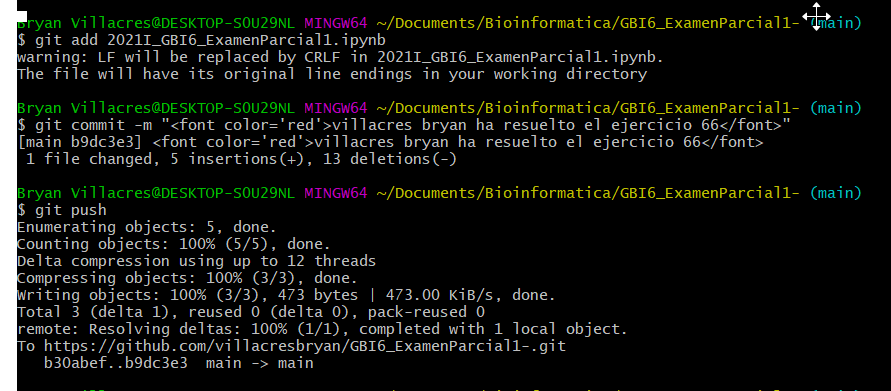 Bryan Villacres@DESKTOP-SOU29NL MINGW64 ~/Documents/Bioinformatica/GBI6_ExamenParcial1- (main)
$ git add 2021I_GBI6_ExamenParcial1.ipynb
warning: LF will be replaced by CRLF in 2021I_GBI6_ExamenParcial1.ipynb.
The file will have its original line endings in your working directory
Bryan Villacres@DESKTOP-SOU29NL MINGW64 ~/Documents/Bioinformatica/GBI6_ExamenParcial1- (main)
$ git commit -m "<font color='red'>villacres bryan ha resuelto el ejercicio 66</font>"
[main b9dc3e3] <font color='red'>villacres bryan ha resuelto el ejercicio 66</font>
 1 file changed, 5 insertions(+), 13 deletions(-)
Bryan Villacres@DESKTOP-SOU29NL MINGW64 ~/Documents/Bioinformatica/GBI6_ExamenParcial1- (main)
$ git push
Enumerating objects: 5, done.
Counting objects: 100% (5/5), done.
Delta compression using up to 12 threads
Compressing objects: 100% (3/3), done.
Writing objects: 100% (3/3), 473 bytes | 473.00 KiB/s, done.
Total 3 (delta 1), reused 0 (delta 0), pack-reused 0
remote: Resolving deltas: 100% (1/1), completed with 1 local object.
To https://github.com/villacresbryan/GBI6_ExamenParcial1-.git
   b30abef..b9dc3e3  main -> main